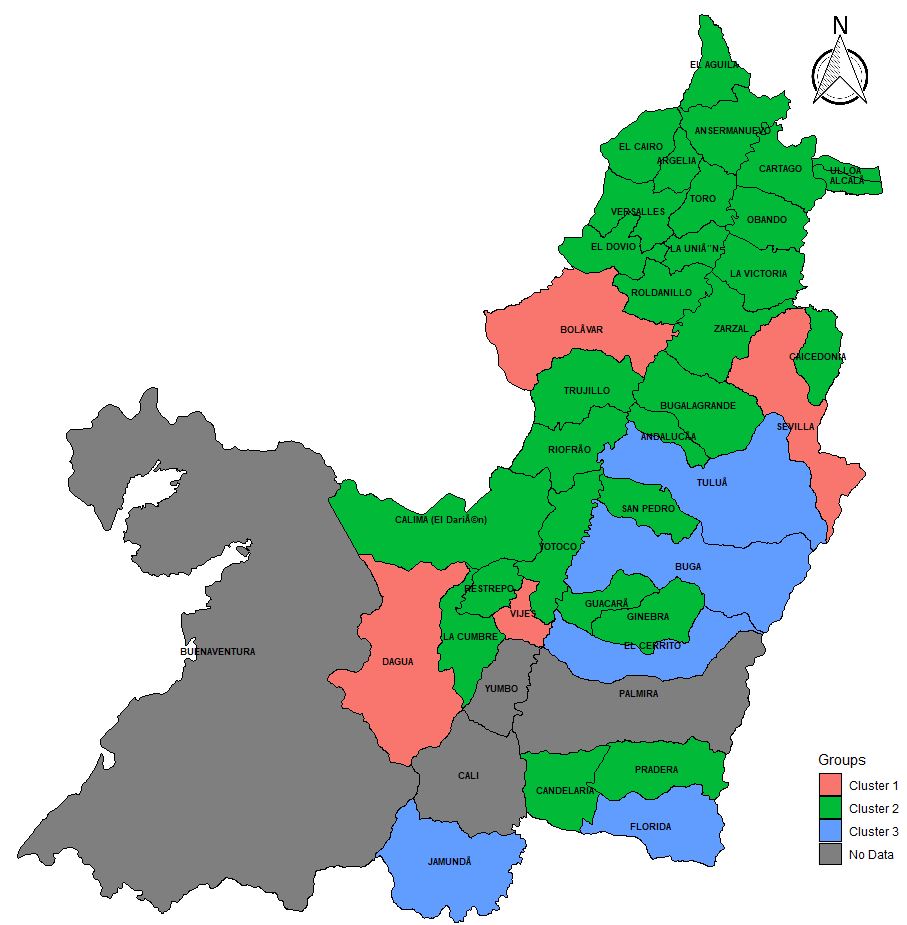 N
EL AGUILA
ANSERMANUEVO
EL CAIRO
ARGELIA
CARTAGO
ULLOA
ALCALÃ
TORO
VERSALLES
OBANDO
EL DOVIO
LA UNIÃ“N
LA VICTORIA
ROLDANILLO
BOLÃVAR
ZARZAL
CAICEDONIA
TRUJILLO
BUGALAGRANDE
SEVILLA
ANDALUCÃA
RIOFRÃO
TULUÃ
SAN PEDRO
CALIMA (El DariÃ©n)
YOTOCO
BUGA
RESTREPO
GUACARÃ
VIJES
GINEBRA
LA CUMBRE
EL CERRITO
BUENAVENTURA
DAGUA
YUMBO
PALMIRA
CALI
PRADERA
CANDELARIA
FLORIDA
JAMUNDÃ
Groups
Cluster 1
Cluster 2
Cluster 3
No Data